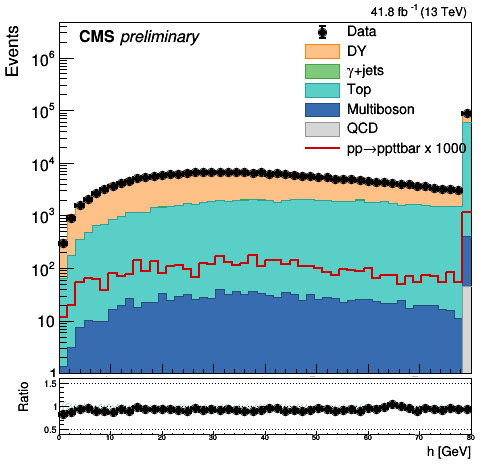 41.8 fb⁻¹ (13 TeV)
CMS preliminary
Events
10⁶
10⁵
10⁴
10³
10²
10
1
Data
DY
γ+jets
Top
Multiboson
QCD
pp→ppttbar x 1000
Ratio
1.5
1
0.5
0 10 20 30 40 50 60 70 80
h [GeV]